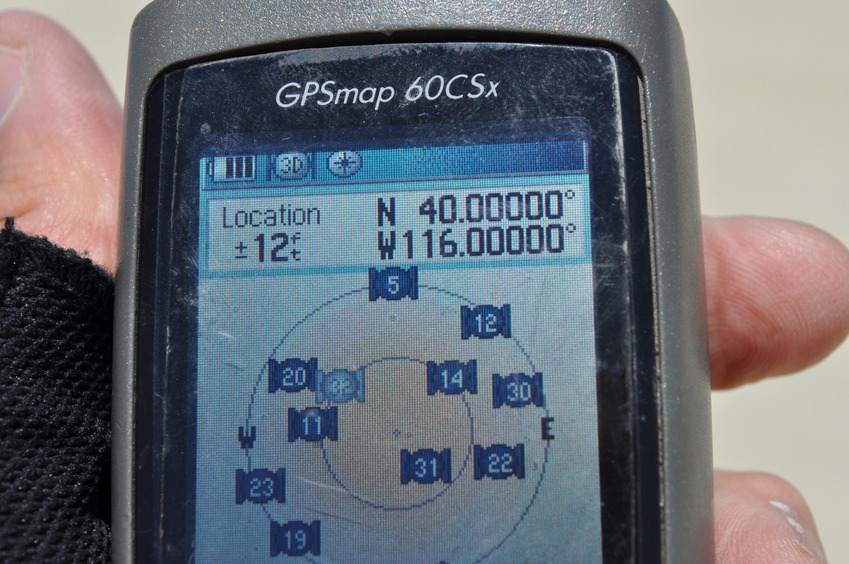 GPSmap 60CSx
3D
Location N 40.00000°
±12ft W116.00000°
5
12
20 32 14 30
11
W E
31 22
23
19